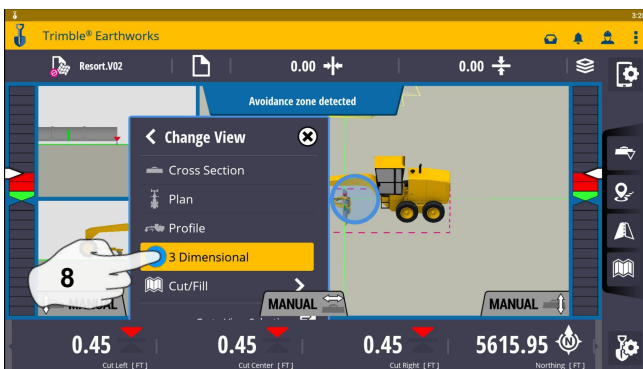 3:28
Trimble® Earthworks
Resort.V02
0.00
0.00
Avoidance zone detected
Change View
Cross Section
Plan
Profile
3 Dimensional
8
Cut/Fill
MANUAL
MANUAL
MANUAL
0.45
0.45
0.45
5615.95
N
Cut Left [ FT ]
Cut Center [ FT ]
Cut Right [ FT ]
Northing [ FT ]